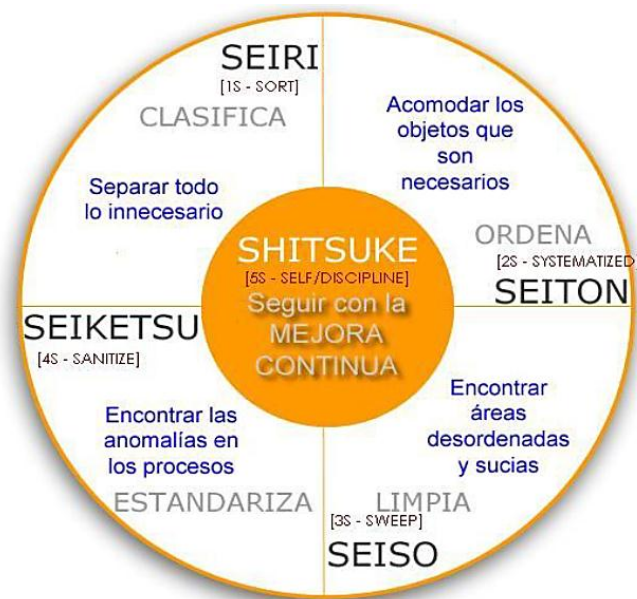 SEIRI
[1S - SORT]
CLASIFICA
Separar todo
lo innecesario
Acomodar los
objetos que
son
necesarios
ORDENA
[2S - SYSTEMATIZED
SEITON
SHITSUKE
[5S - SELF/DISCIPLINE]
Seguir con la
MEJORA
CONTINUA
SEIKETSU
[4S - SANITIZE]
Encontrar las
anomalías en
los procesos
ESTANDARIZA
Encontrar
áreas
desordenadas
y sucias
LIMPIA
[3S - SWEEP]
SEISO